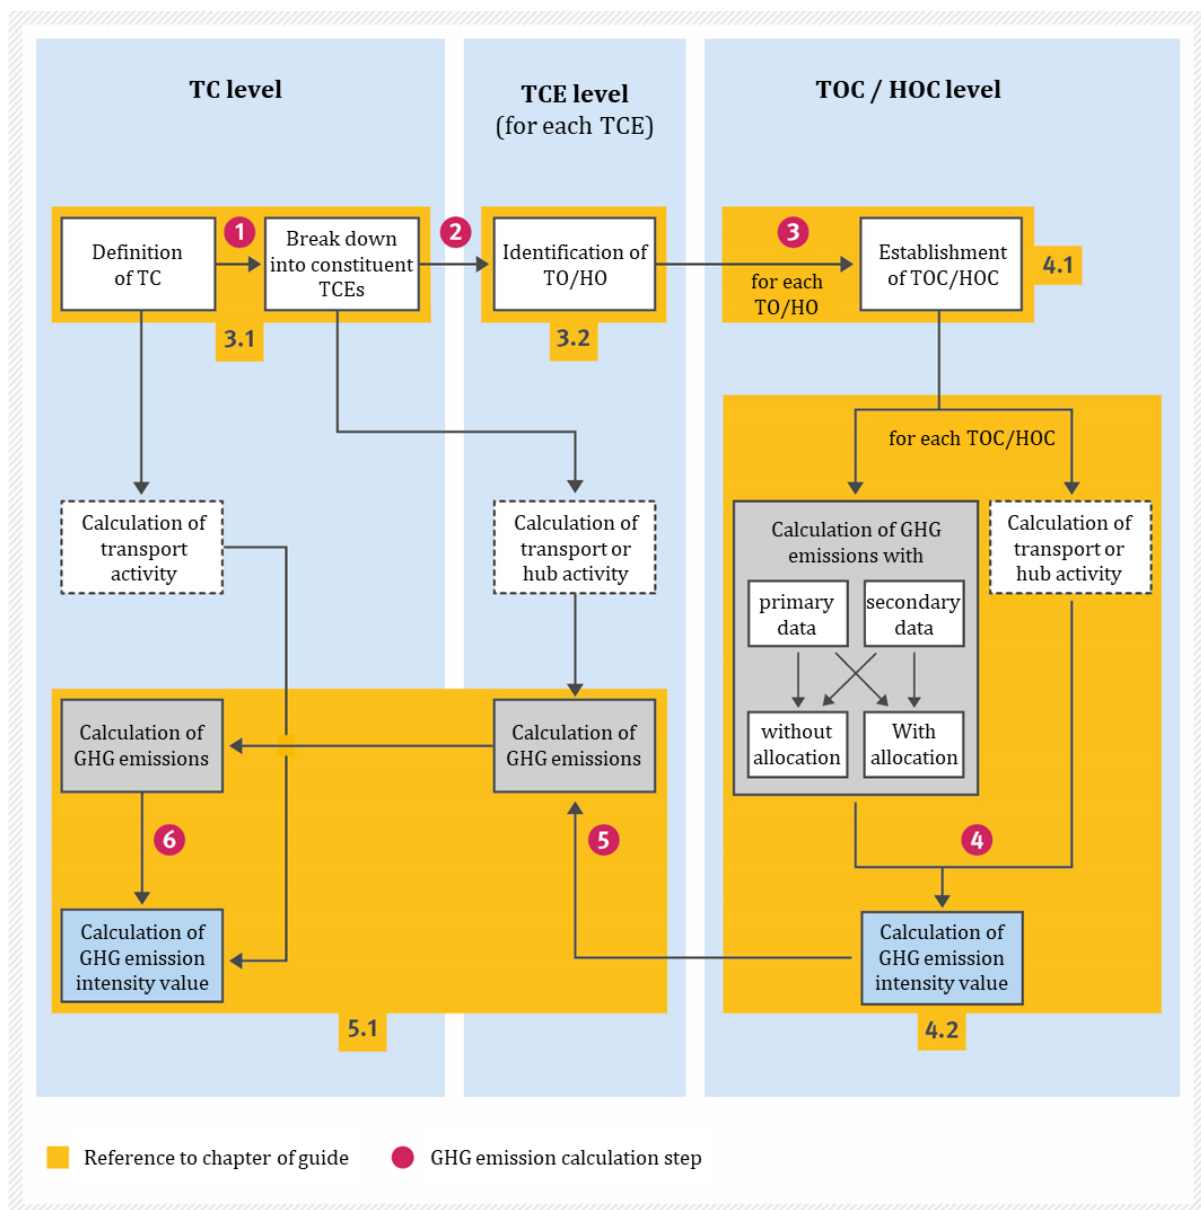 TC level
TCE level
(for each TCE)
TOC / HOC level
Definition
of TC
1
Break down
into constituent
TCEs
3.1
2
Identification of
TO/HO
3.2
3
for each
TO/HO
Establishment
of TOC/HOC
4.1
for each TOC/HOC
Calculation of
transport
activity
Calculation of
transport or
hub activity
Calculation of GHG
emissions with
primary
data
secondary
data
without
allocation
With
allocation
Calculation of
transport or
hub activity
Calculation of
GHG emissions
Calculation of
GHG emissions
6
5
4
Calculation of
GHG emission
intensity value
Calculation of
GHG emission
intensity value
5.1
4.2
Reference to chapter of guide
GHG emission calculation step